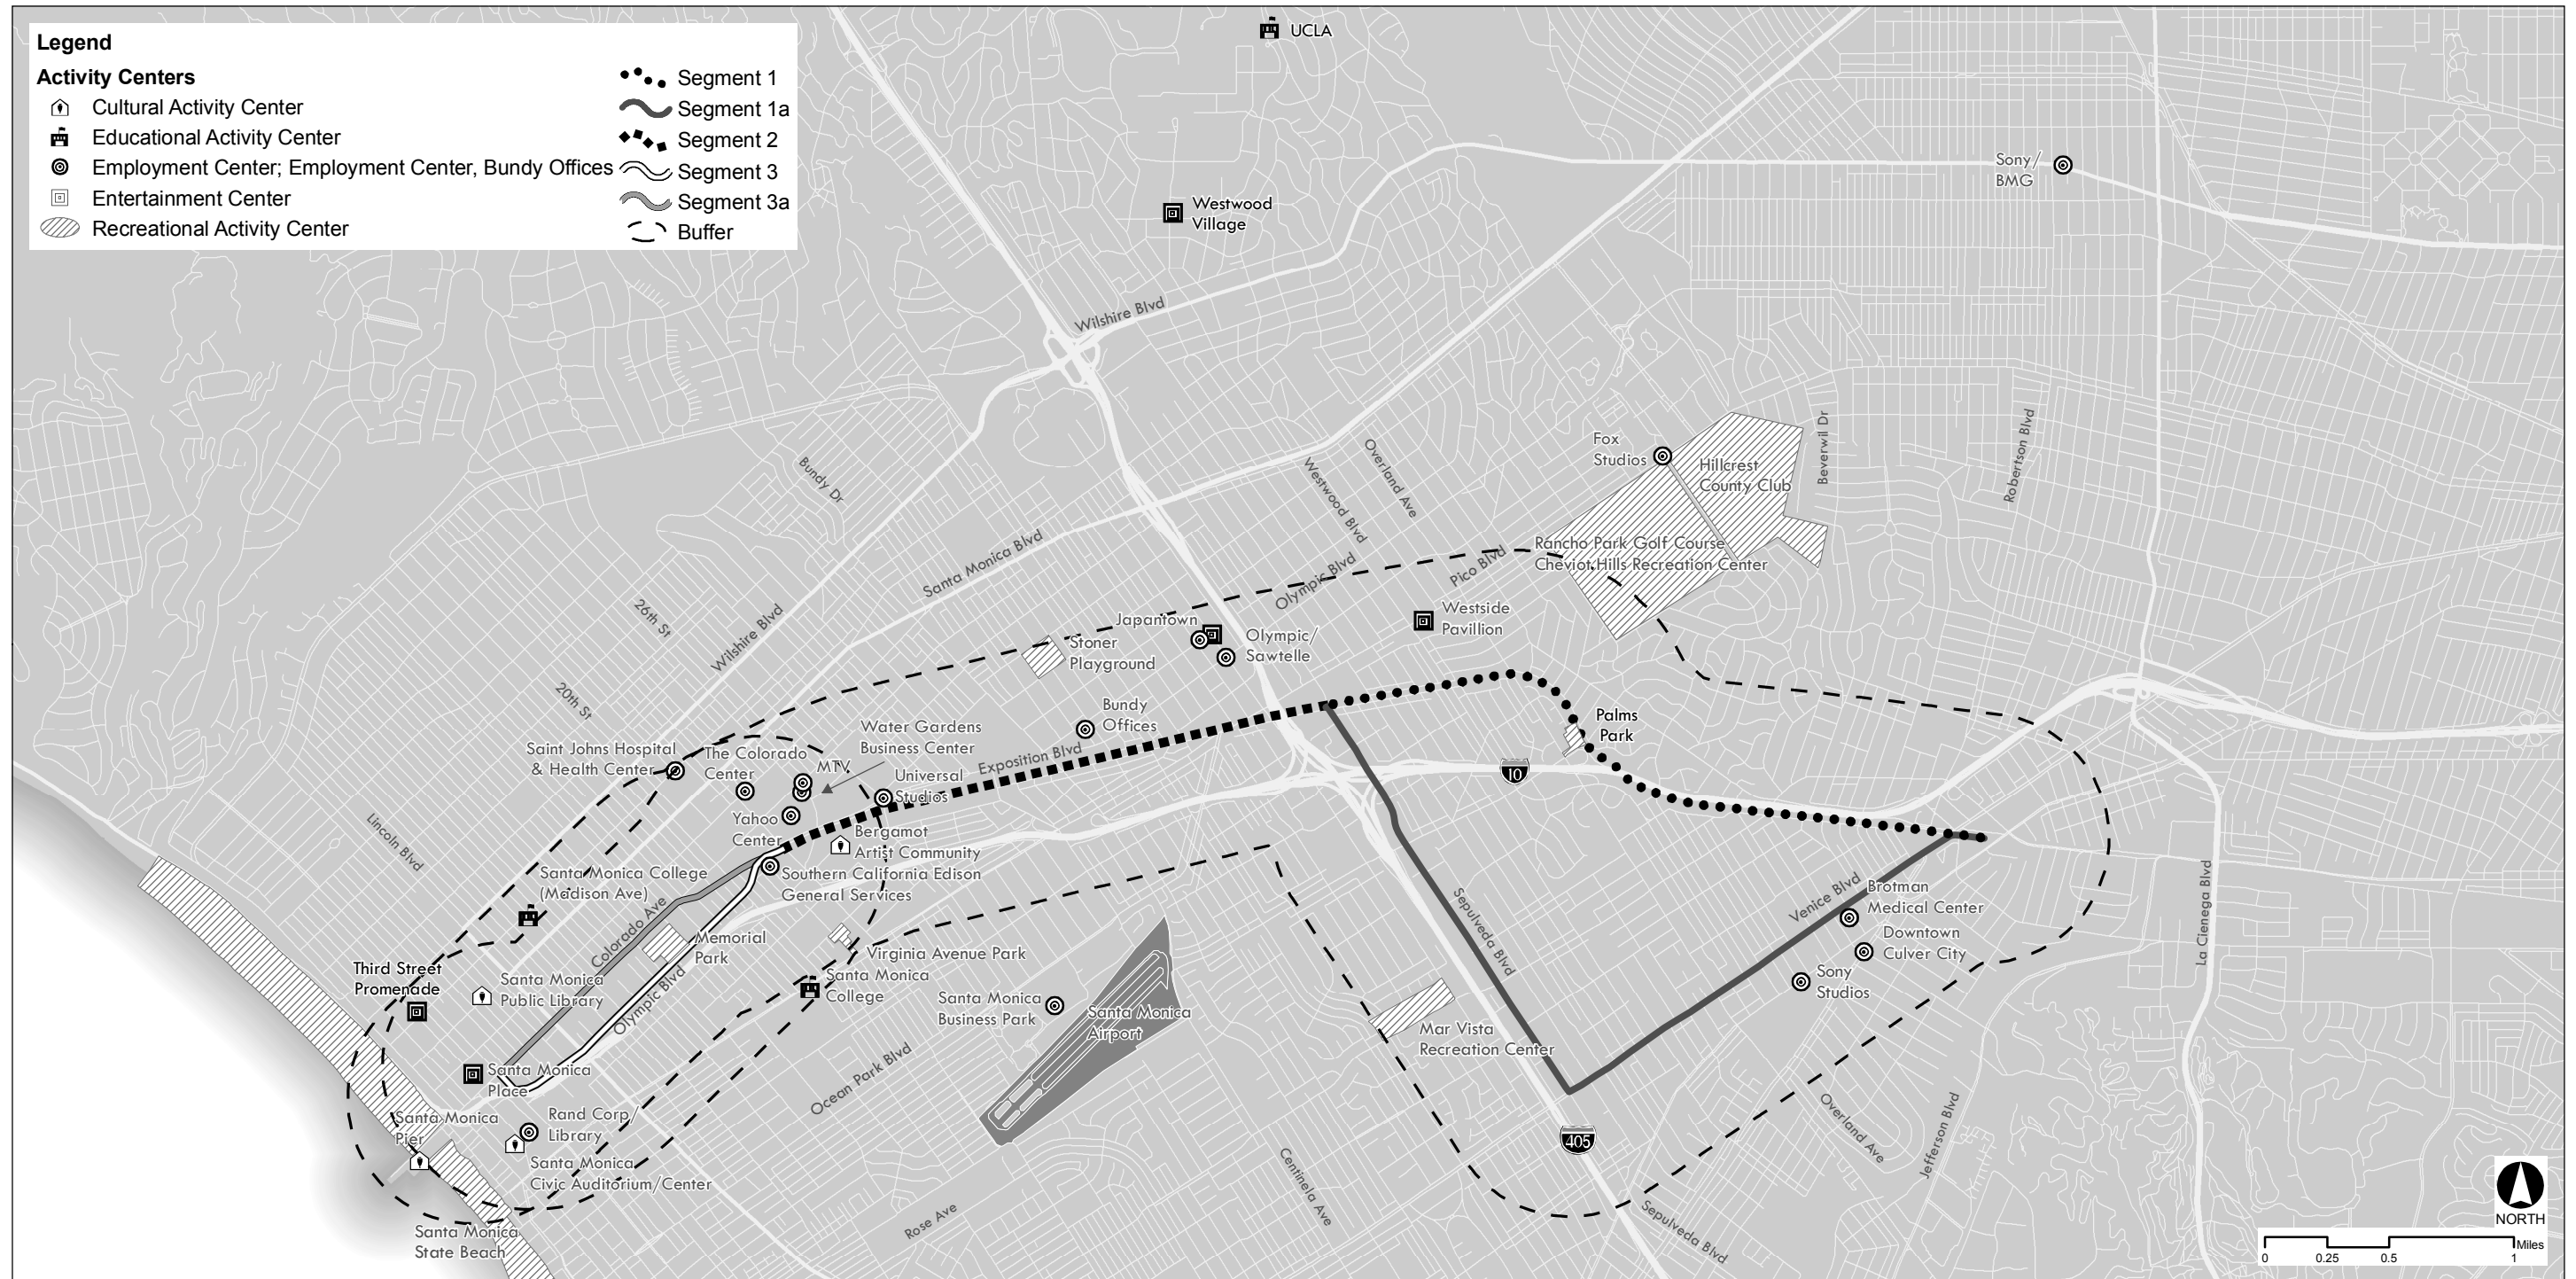 Legend
Activity Centers
Cultural Activity Center
Educational Activity Center
Employment Center; Employment Center, Bundy Offices
Entertainment Center
Recreational Activity Center
Segment 1
Segment 1a
Segment 2
Segment 3
Segment 3a
Buffer
UCLA
Westwood
Village
Sony/
BMG
Wilshire Blvd
Fox
Studios
Hillcrest
County Club
Beverwil Dr
Robertson Blvd
Overland Ave
Westwood Blvd
Bundy Dr
Santa Monica Blvd
Rancho Park Golf Course
Cheviot Hills Recreation Center
Olympic Blvd
Pico Blvd
26th St
Wilshire Blvd
20th St
Japantown
Stoner
Playground
Olympic/
Sawtelle
Westside
Pavillion
Bundy
Offices
Palms
Park
Water Gardens
Business Center
Exposition Blvd
Saint Johns Hospital
& Health Center
The Colorado
Center
MTV
Universal
Studios
10
Yahoo
Center
Bergamot
Artist Community
Lincoln Blvd
Santa Monica College
(Madison Ave)
Southern California Edison
General Services
Colorado Ave
Memorial
Park
Virginia Avenue Park
Santa Monica
College
Sepulveda Blvd
Venice Blvd
Brotman
Medical Center
Downtown
Culver City
Sony
Studios
La Cienega Blvd
Third Street
Promenade
Santa Monica
Public Library
Olympic Blvd
Santa Monica
Business Park
Santa Monica
Airport
Mar Vista
Recreation Center
Santa Monica
Place
Ocean Park Blvd
Santa Monica
Pier
Rand Corp/
Library
Santa Monica
Civic Auditorium/Center
405
Overland Ave
Jefferson Blvd
Centinela Ave
Rose Ave
Sepulveda Blvd
Santa Monica
State Beach
NORTH
Miles
0 0.25 0.5 1